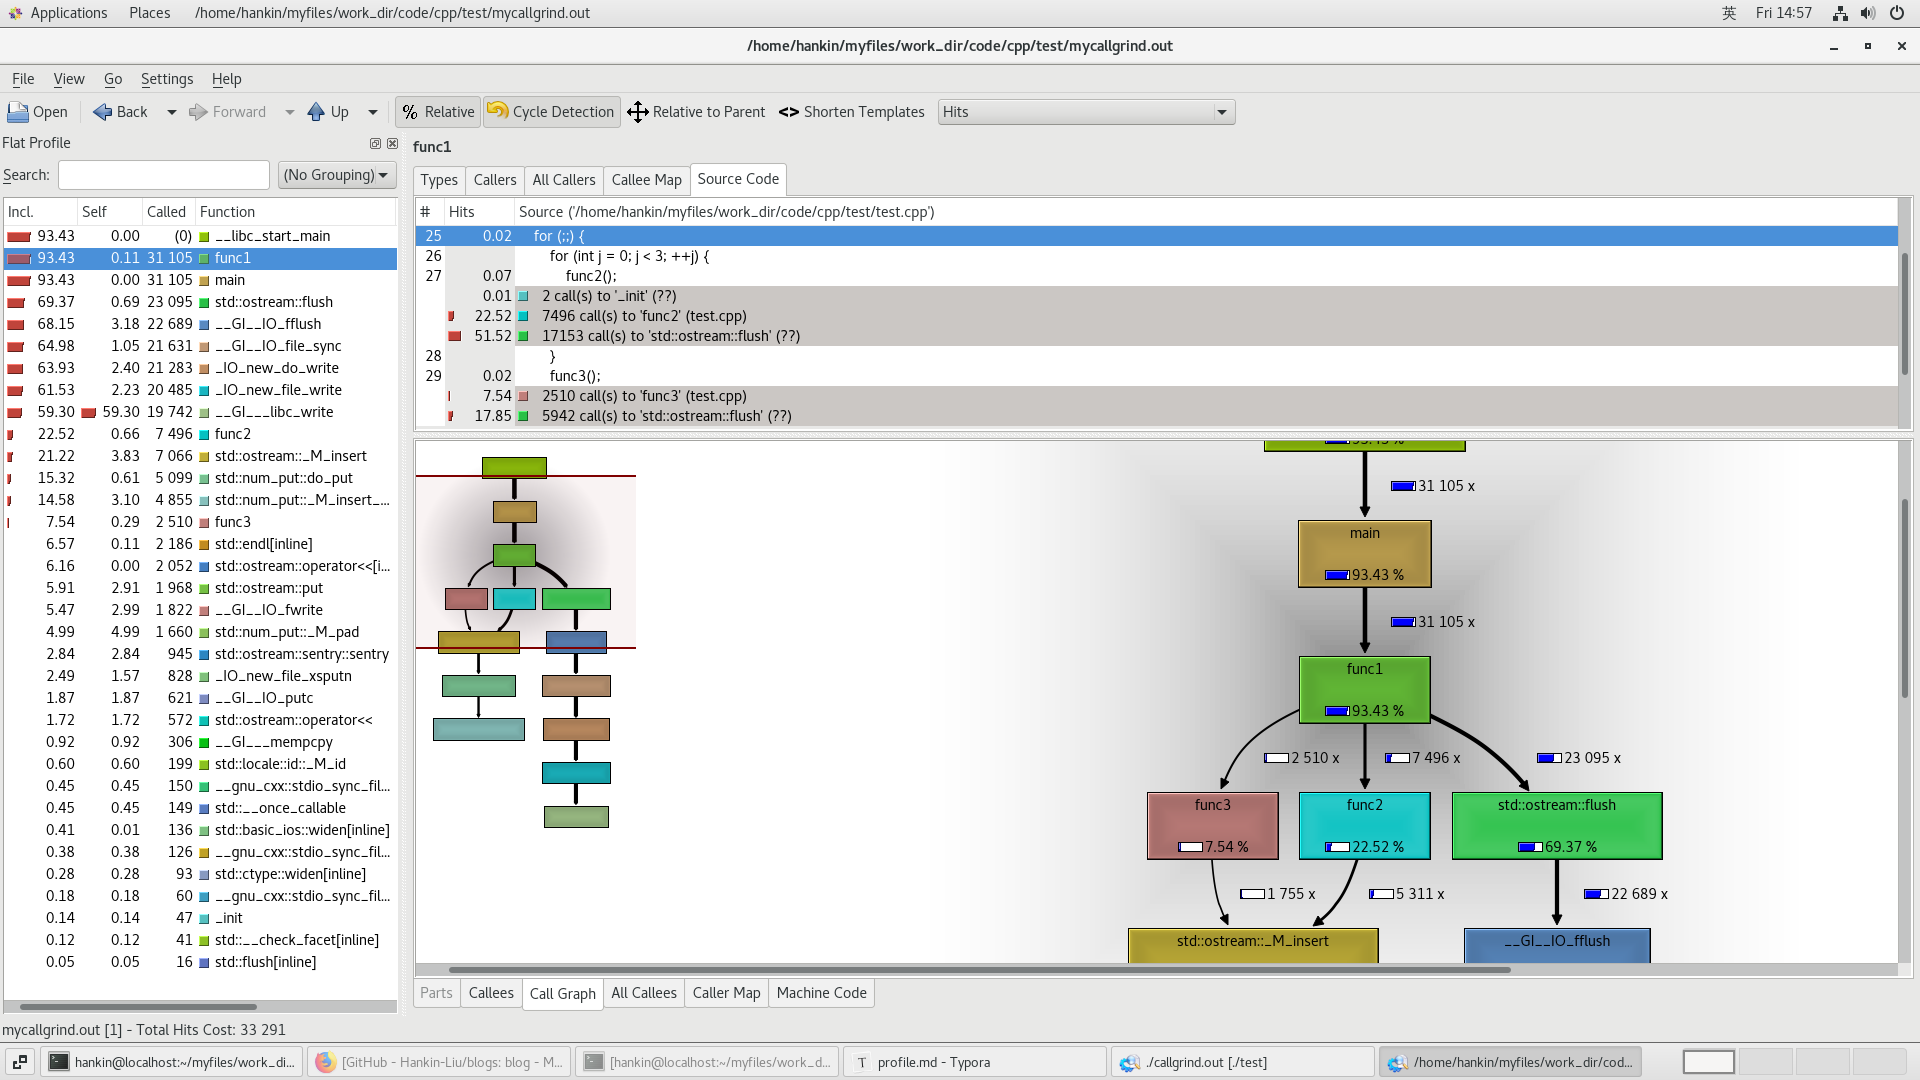 Applications Places /home/hankin/myfiles/work_dir/code/cpp/test/mycallgrind.out 英 Fri 14:57
/home/hankin/myfiles/work_dir/code/cpp/test/mycallgrind.out
File View Go Settings Help
Open Back Forward Up % Relative Cycle Detection Relative to Parent <> Shorten Templates Hits
Flat Profile
Search: (No Grouping)
Incl. Self Called Function
93.43 0.00 (0) __libc_start_main
93.43 0.11 31 105 func1
93.43 0.00 31 105 main
69.37 0.69 23 095 std::ostream::flush
68.15 3.18 22 689 __GI__IO_fflush
64.98 1.05 21 631 __GI__IO_file_sync
63.93 2.40 21 283 _IO_new_do_write
61.53 2.23 20 485 _IO_new_file_write
59.30 59.30 19 742 __GI___libc_write
22.52 0.66 7 496 func2
21.22 3.83 7 066 std::ostream::_M_insert
15.32 0.61 5 099 std::num_put::do_put
14.58 3.10 4 855 std::num_put::_M_insert_...
7.54 0.29 2 510 func3
6.57 0.11 2 186 std::endl[inline]
6.16 0.00 2 052 std::ostream::operator<<[i...
5.91 2.91 1 968 std::ostream::put
5.47 2.99 1 822 __GI__IO_fwrite
4.99 4.99 1 660 std::num_put::_M_pad
2.84 2.84 945 std::ostream::sentry::sentry
2.49 1.57 828 _IO_new_file_xsputn
1.87 1.87 621 __GI__IO_putc
1.72 1.72 572 std::ostream::operator<<
0.92 0.92 306 __GI___mempcpy
0.60 0.60 199 std::locale::id::_M_id
0.45 0.45 150 __gnu_cxx::stdio_sync_fil...
0.45 0.45 149 std::__once_callable
0.41 0.01 136 std::basic_ios::widen[inline]
0.38 0.38 126 __gnu_cxx::stdio_sync_fil...
0.28 0.28 93 std::ctype::widen[inline]
0.18 0.18 60 __gnu_cxx::stdio_sync_fil...
0.14 0.14 47 _init
0.12 0.12 41 std::__check_facet[inline]
0.05 0.05 16 std::flush[inline]
func1
Types Callers All Callers Callee Map Source Code
# Hits Source ('/home/hankin/myfiles/work_dir/code/cpp/test/test.cpp')
25 0.02 for (;;) {
26 for (int j = 0; j < 3; ++j) {
27 0.07 func2();
0.01 2 call(s) to '_init' (??)
22.52 7496 call(s) to 'func2' (test.cpp)
51.52 17153 call(s) to 'std::ostream::flush' (??)
28 }
29 0.02 func3();
7.54 2510 call(s) to 'func3' (test.cpp)
17.85 5942 call(s) to 'std::ostream::flush' (??)
93.43 %
31 105 x
main
93.43 %
31 105 x
func1
93.43 %
2 510 x 7 496 x 23 095 x
func3 func2 std::ostream::flush
7.54 % 22.52 % 69.37 %
1 755 x 5 311 x 22 689 x
std::ostream::_M_insert __GI__IO_fflush
Parts Callees Call Graph All Callees Caller Map Machine Code
mycallgrind.out [1] - Total Hits Cost: 33 291
hankin@localhost:~/myfiles/work_di... [GitHub - Hankin-Liu/blogs: blog - M... [hankin@localhost:~/myfiles/work_d... T profile.md - Typora ./callgrind.out [./test] /home/hankin/myfiles/work_dir/cod...